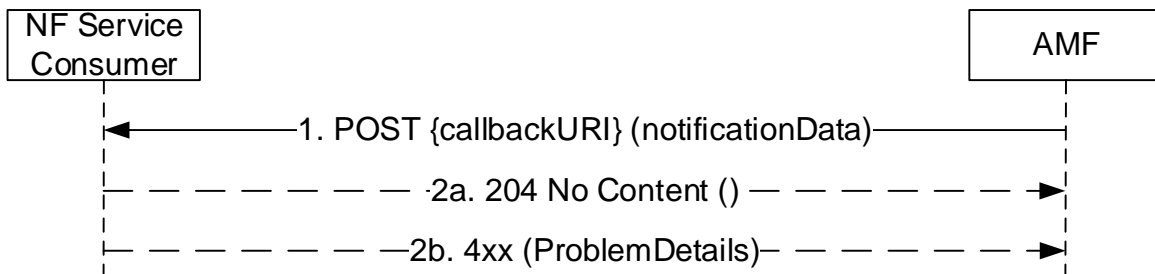 NF Service
Consumer
AMF
1. POST {callbackURI} (notificationData)
2a. 204 No Content ()
2b. 4xx (ProblemDetails)